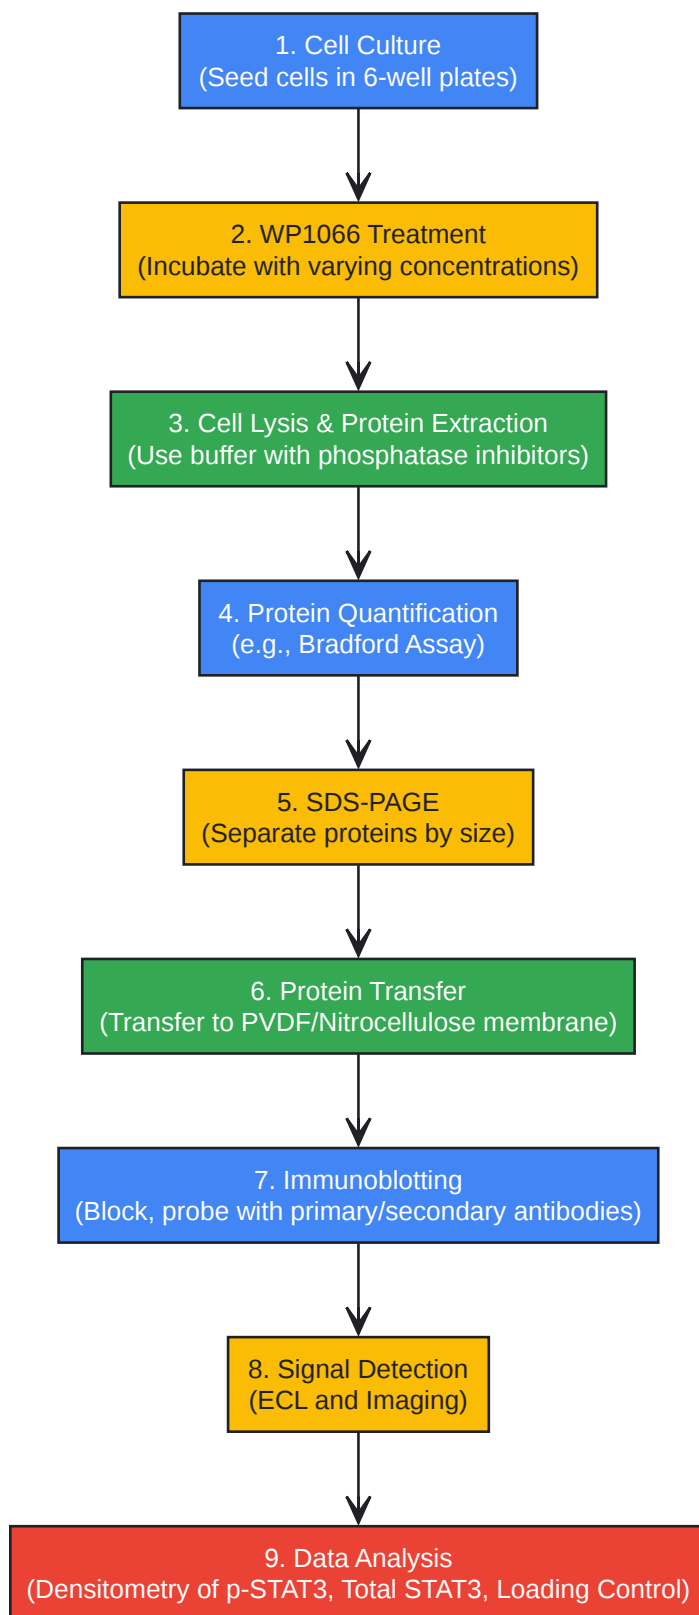 1. Cell Culture
(Seed cells in 6-well plates)
2. WP1066 Treatment
(Incubate with varying concentrations)
3. Cell Lysis & Protein Extraction
(Use buffer with phosphatase inhibitors)
4. Protein Quantification
(e.g., Bradford Assay)
5. SDS-PAGE
(Separate proteins by size)
6. Protein Transfer
(Transfer to PVDF/Nitrocellulose membrane)
7. Immunoblotting
(Block, probe with primary/secondary antibodies)
8. Signal Detection
(ECL and Imaging)
9. Data Analysis
(Densitometry of p-STAT3, Total STAT3, Loading Control)